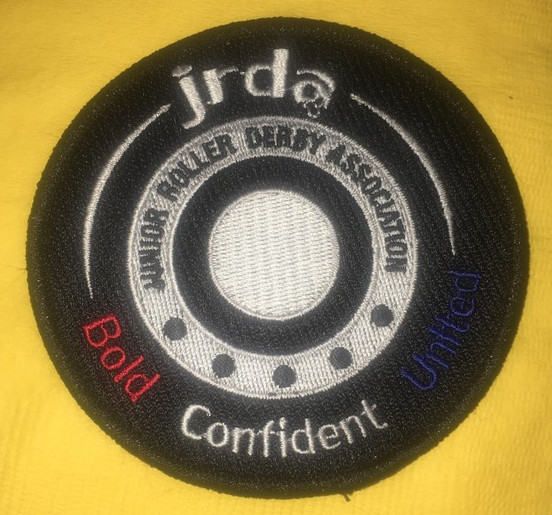 jrda
JUNIOR ROLLER DERBY ASSOCIATION
Bold
Confident
United